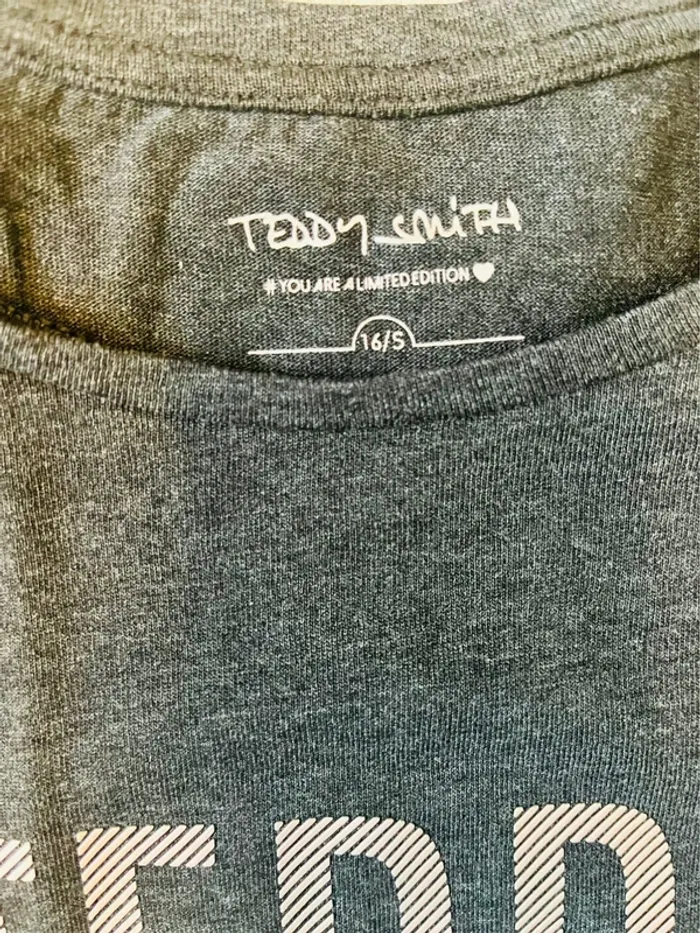 TEDDY SMITH
#YOU ARE A LIMITED EDITION
16/S